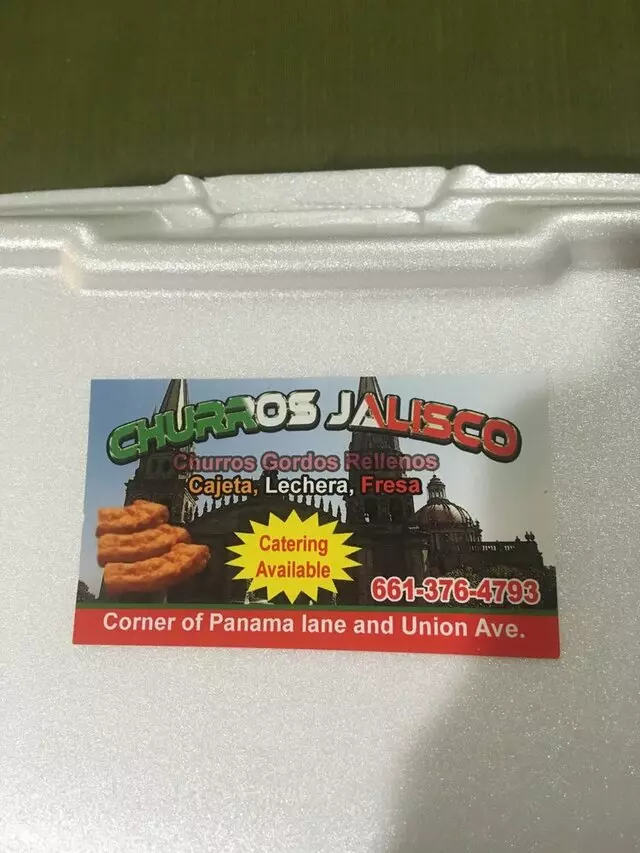 CHURROS JALISCO
Churros Gordos Rellenos
Cajeta, Lechera, Fresa
Catering
Available
661-376-4793
Corner of Panama lane and Union Ave.